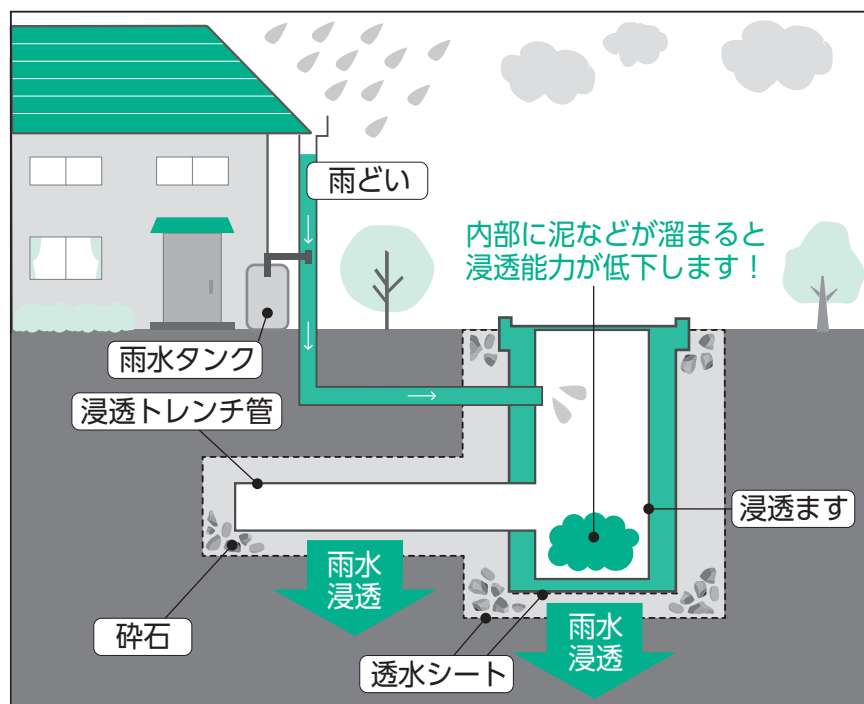 雨どい
内部に泥などが溜まると
浸透能力が低下します！
雨水タンク
浸透トレンチ管
浸透ます
雨水
浸透
砕石
雨水
浸透
透水シート